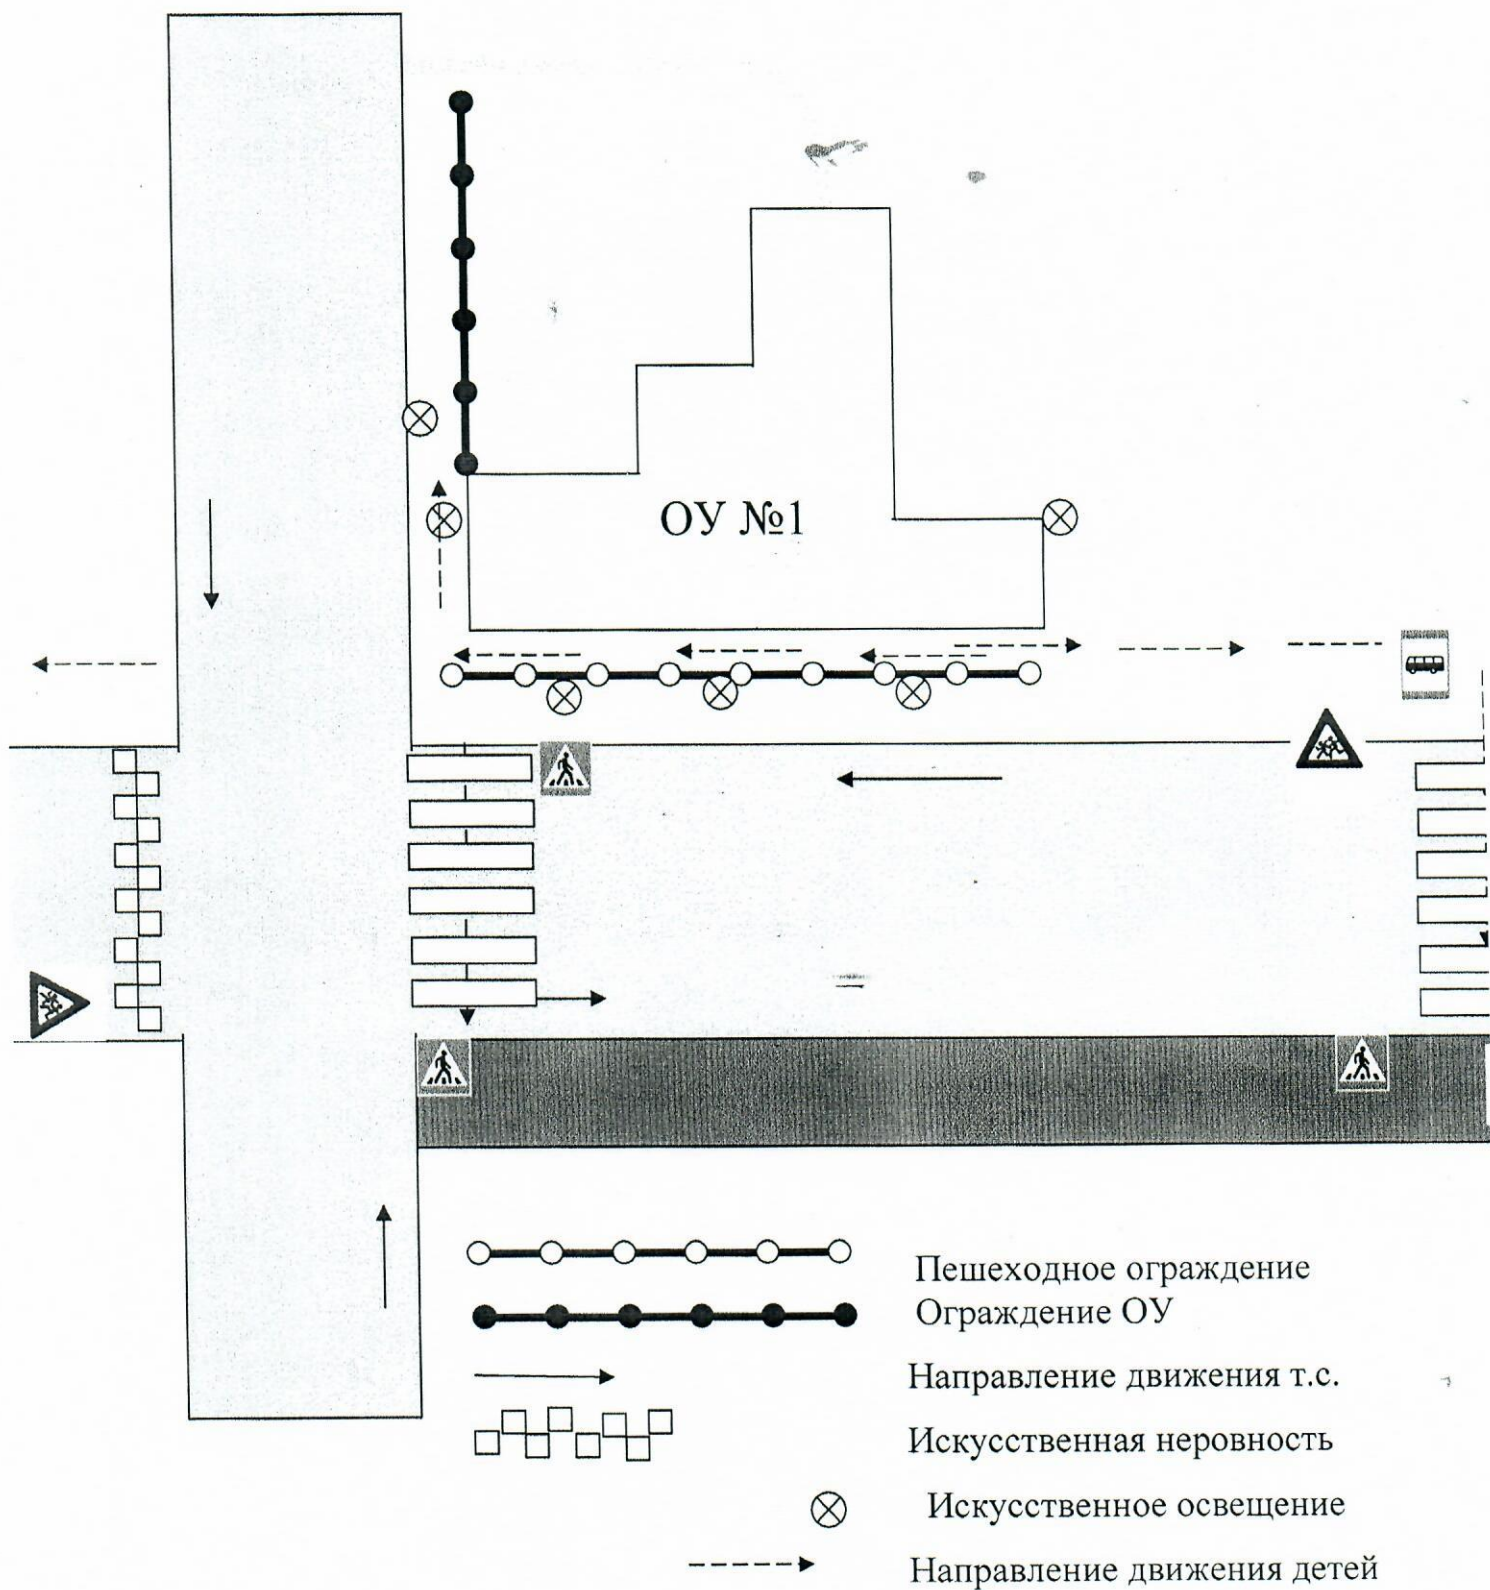 ОУ №1
Пешеходное ограждение
Ограждение ОУ
Направление движения т.с.
Искусственная неровность
Искусственное освещение
Направление движения детей